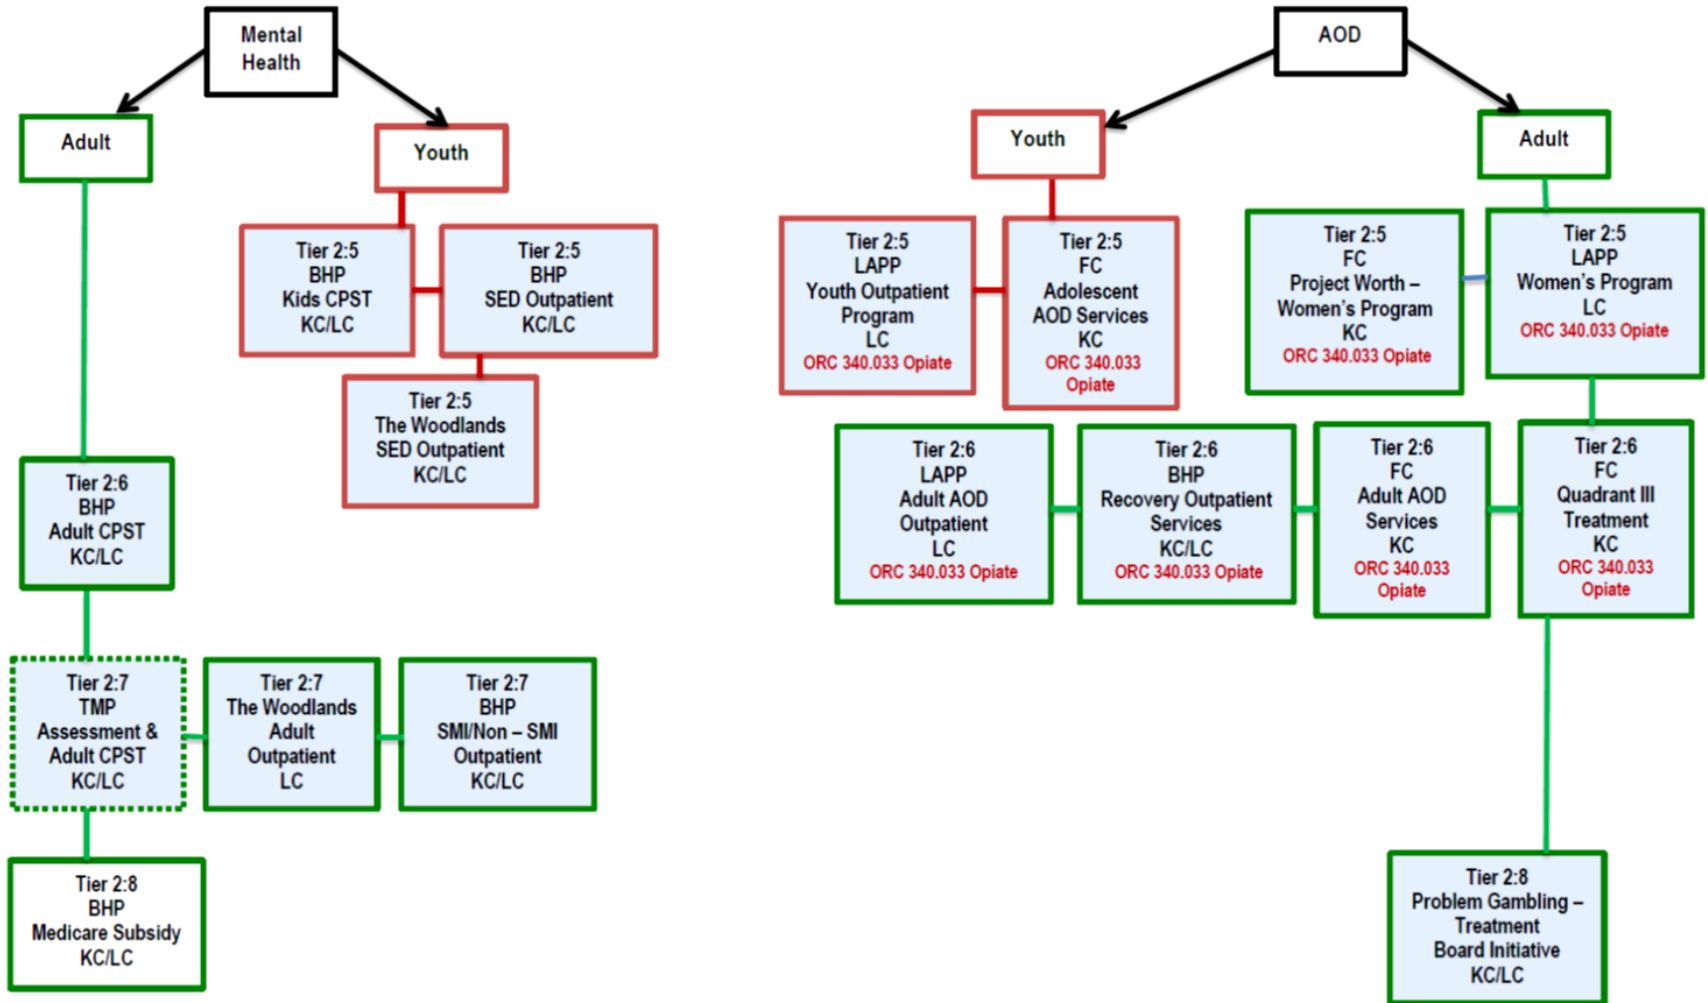 Mental
Health
Adult
Youth
Tier 2:5
BHP
Kids CPST
KC/LC
Tier 2:5
BHP
SED Outpatient
KC/LC
Tier 2:5
The Woodlands
SED Outpatient
KC/LC
Tier 2:6
BHP
Adult CPST
KC/LC
Tier 2:7
TMP
Assessment &
Adult CPST
KC/LC
Tier 2:7
The Woodlands
Adult
Outpatient
LC
Tier 2:7
BHP
SMI/Non – SMI
Outpatient
KC/LC
Tier 2:8
BHP
Medicare Subsidy
KC/LC
AOD
Youth
Adult
Tier 2:5
LAPP
Youth Outpatient
Program
LC
ORC 340.033 Opiate
Tier 2:5
FC
Adolescent
AOD Services
KC
ORC 340.033
Opiate
Tier 2:5
FC
Project Worth –
Women's Program
KC
ORC 340.033 Opiate
Tier 2:5
LAPP
Women's Program
LC
ORC 340.033 Opiate
Tier 2:6
LAPP
Adult AOD
Outpatient
LC
ORC 340.033 Opiate
Tier 2:6
BHP
Recovery Outpatient
Services
KC/LC
ORC 340.033 Opiate
Tier 2:6
FC
Adult AOD
Services
KC
ORC 340.033
Opiate
Tier 2:6
FC
Quadrant III
Treatment
KC
ORC 340.033
Opiate
Tier 2:8
Problem Gambling –
Treatment
Board Initiative
KC/LC